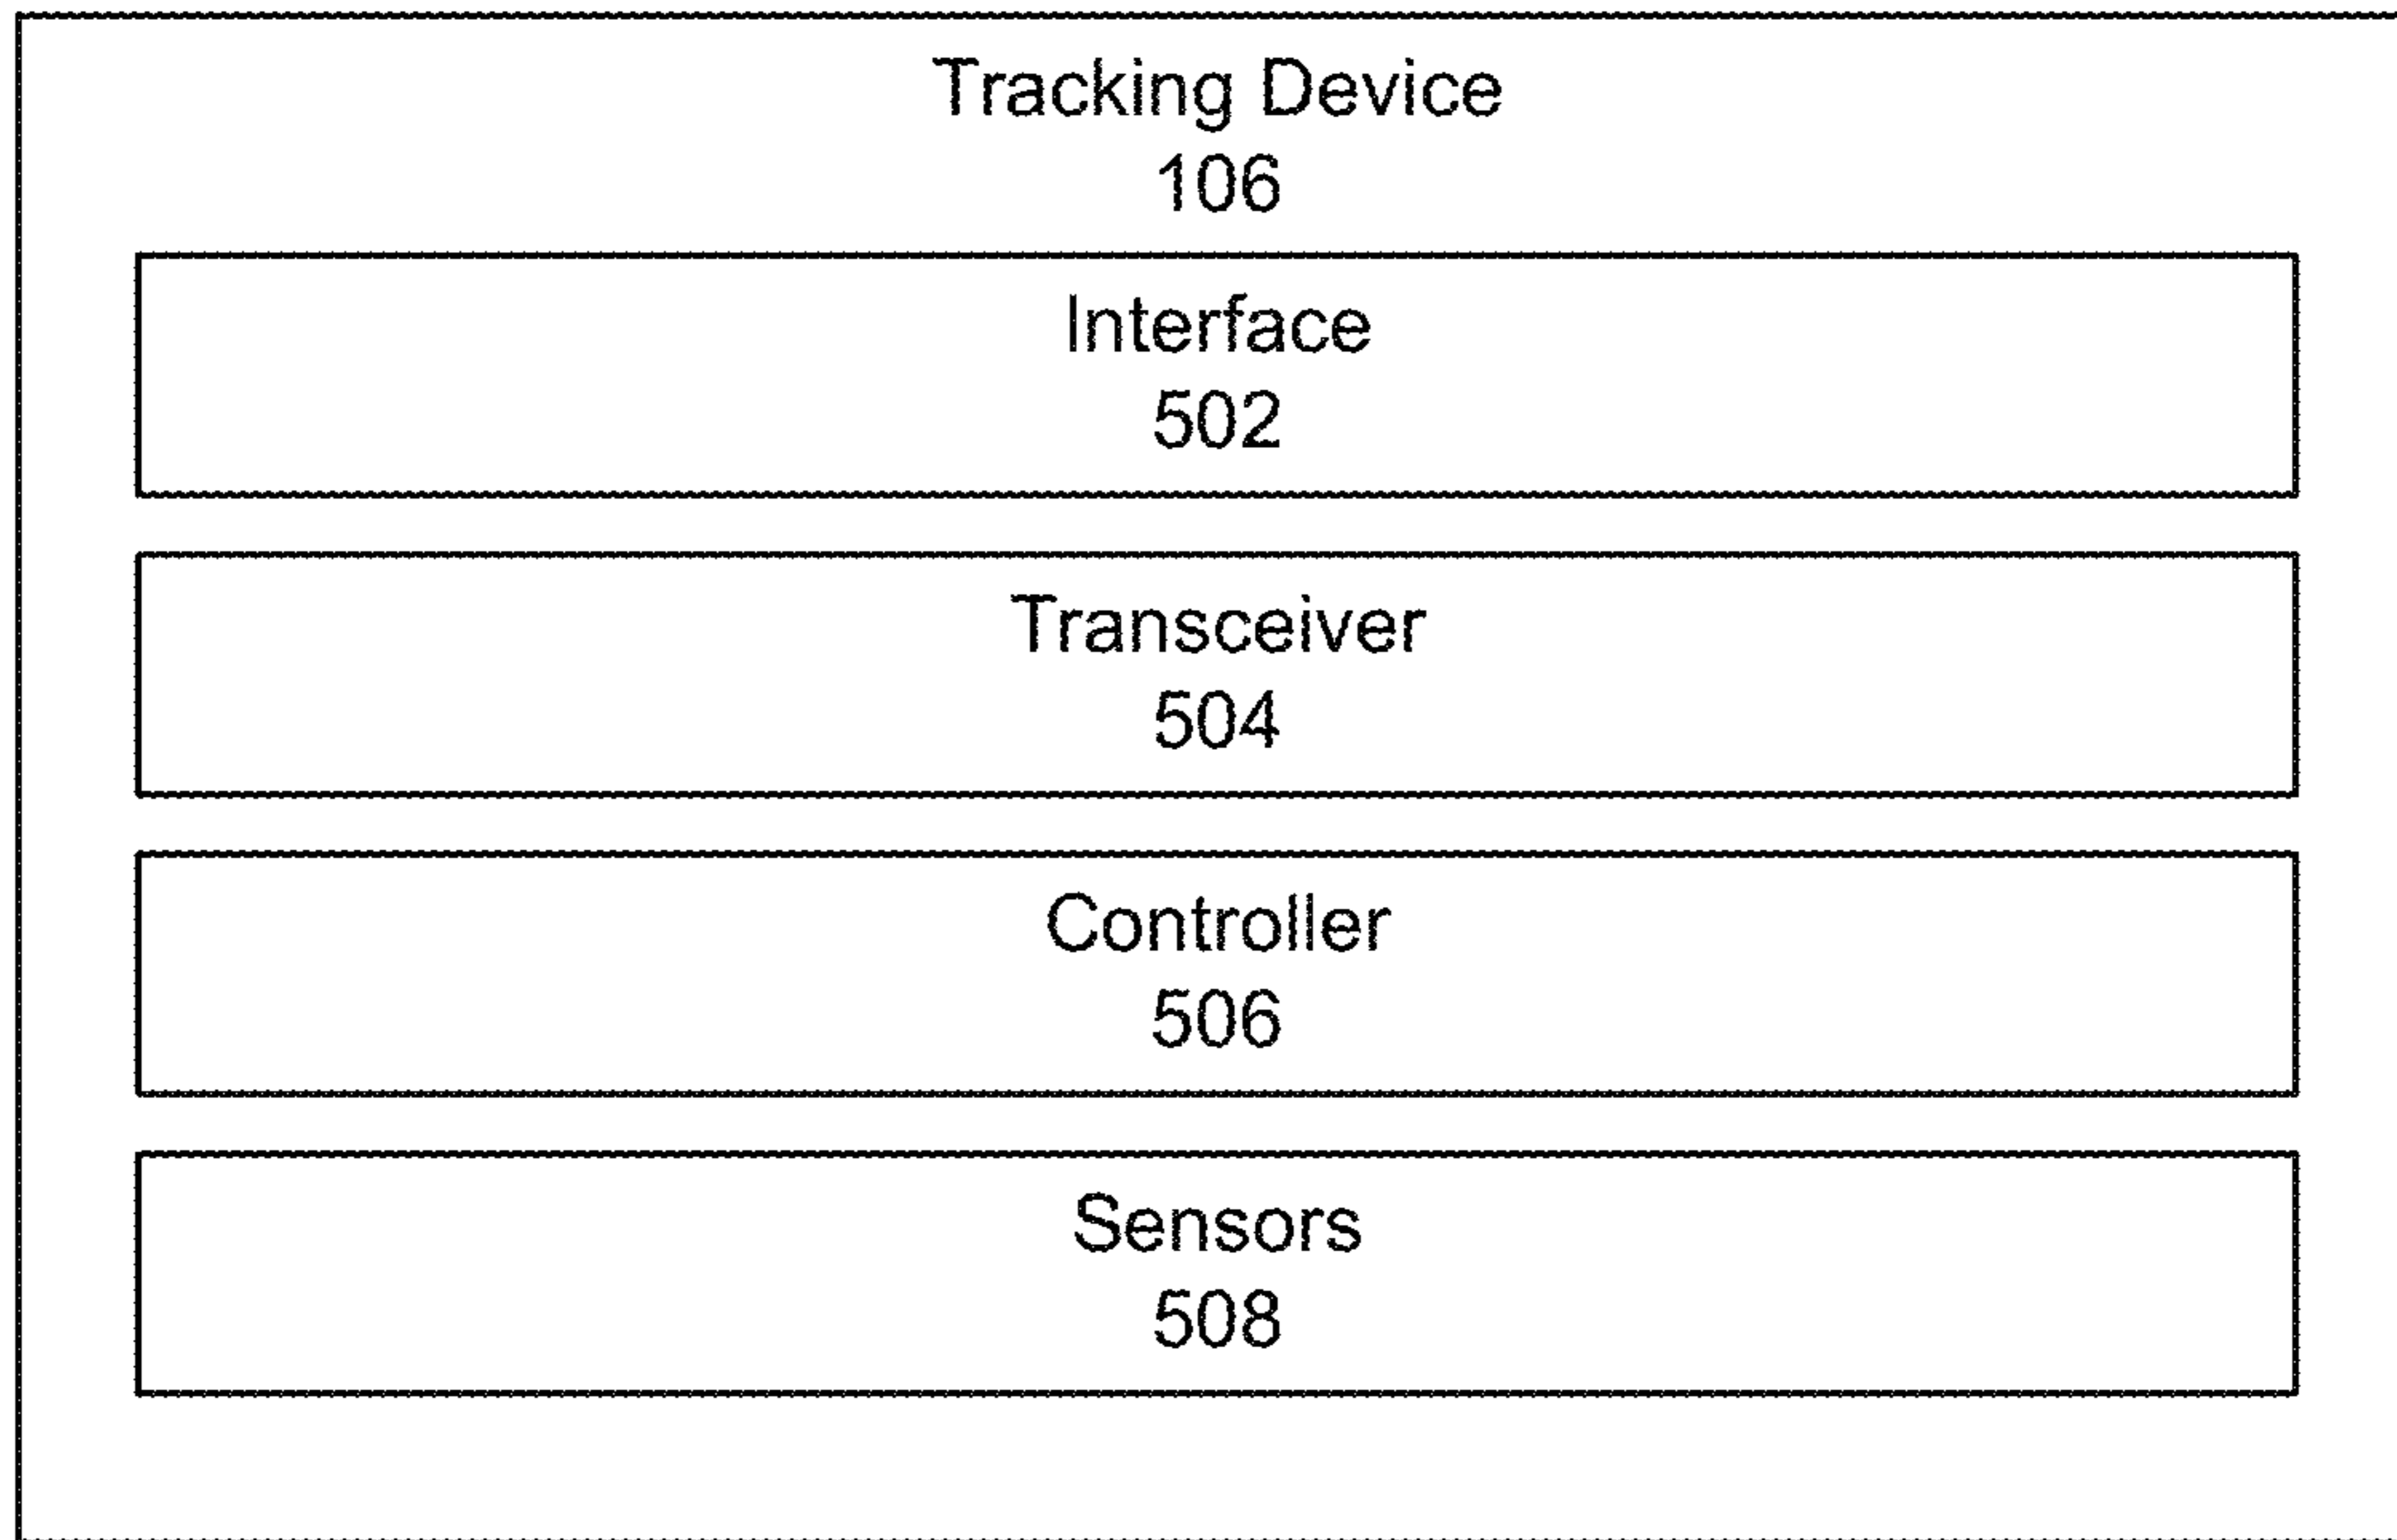 Tracking Device
106
Interface
502
Transceiver
504
Controller
506
Sensors
508